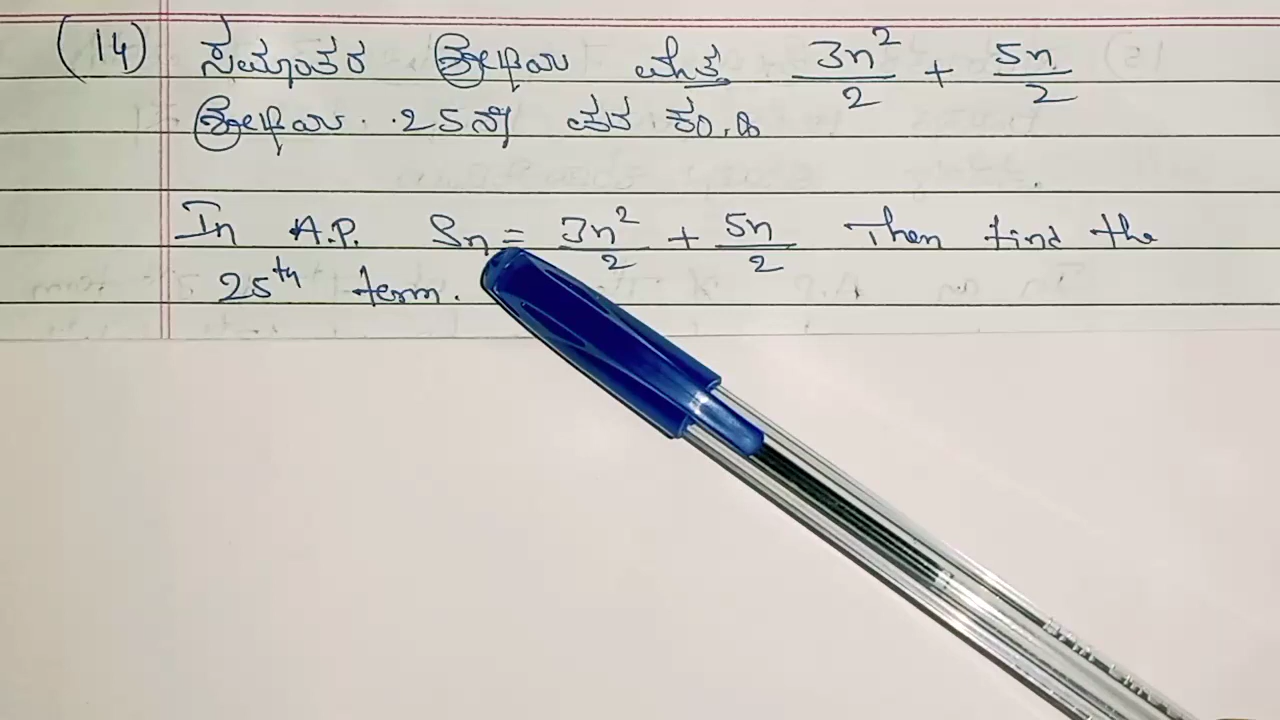 (14) ಸಮಾಂತರ ಶ್ರೇಢಿಯ ಮೊತ್ತ 3n²/2 + 5n/2
ಶ್ರೇಢಿಯ 25ನೇ ಪದ ಕಂ.ಹಿ
In A.P. Sn = 3n²/2 + 5n/2 Then find the
25th term.